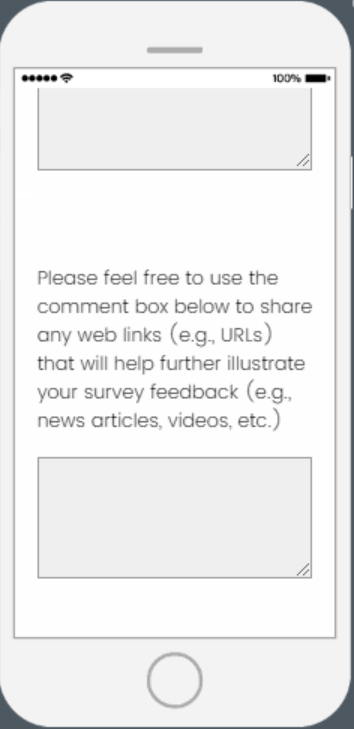 100%
Please feel free to use the
comment box below to share
any web links (e.g., URLs)
that will help further illustrate
your survey feedback (e.g.,
news articles, videos, etc.)